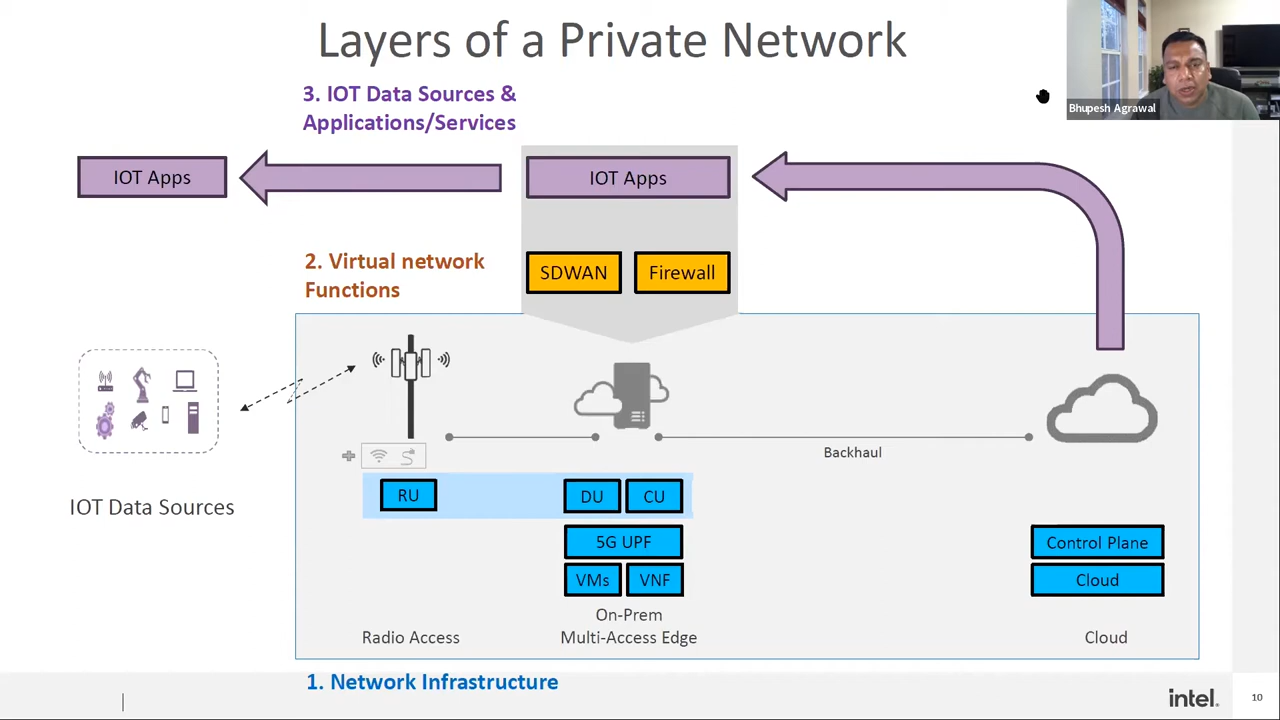 Layers of a Private Network
Bhupesh Agrawal
3. IOT Data Sources &
Applications/Services
IOT Apps
IOT Apps
2. Virtual network
Functions
SDWAN
Firewall
Backhaul
IOT Data Sources
RU
DU
CU
5G UPF
VMs
VNF
Control Plane
Cloud
On-Prem
Multi-Access Edge
Radio Access
Cloud
1. Network Infrastructure
intel.
10